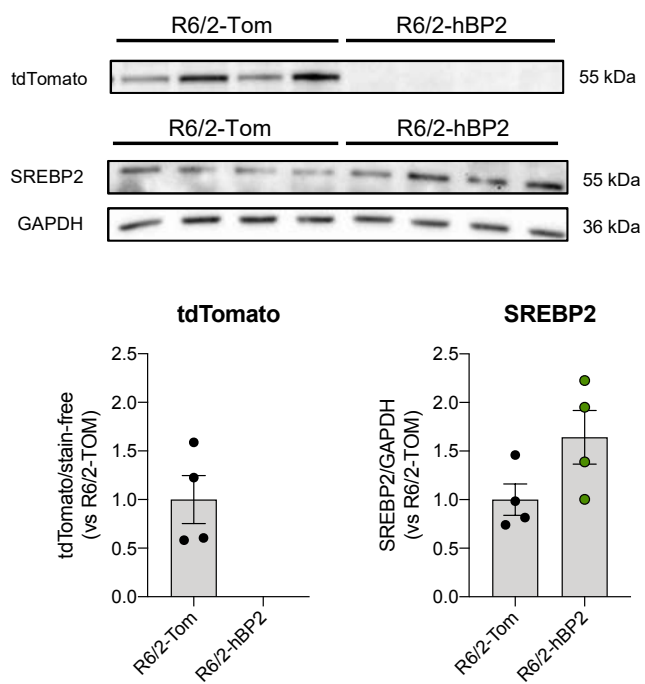 R6/2-Tom R6/2-hBP2
tdTomato 55 kDa
R6/2-Tom R6/2-hBP2
SREBP2 55 kDa
GAPDH 36 kDa
tdTomato
2.5
2.0
1.5
1.0
0.5
0.0
tdTomato/stain-free
(vs R6/2-TOM)
R6/2-Tom
R6/2-hBP2
SREBP2
2.5
2.0
1.5
1.0
0.5
0.0
SREBP2/GAPDH
(vs R6/2-TOM)
R6/2-Tom
R6/2-hBP2